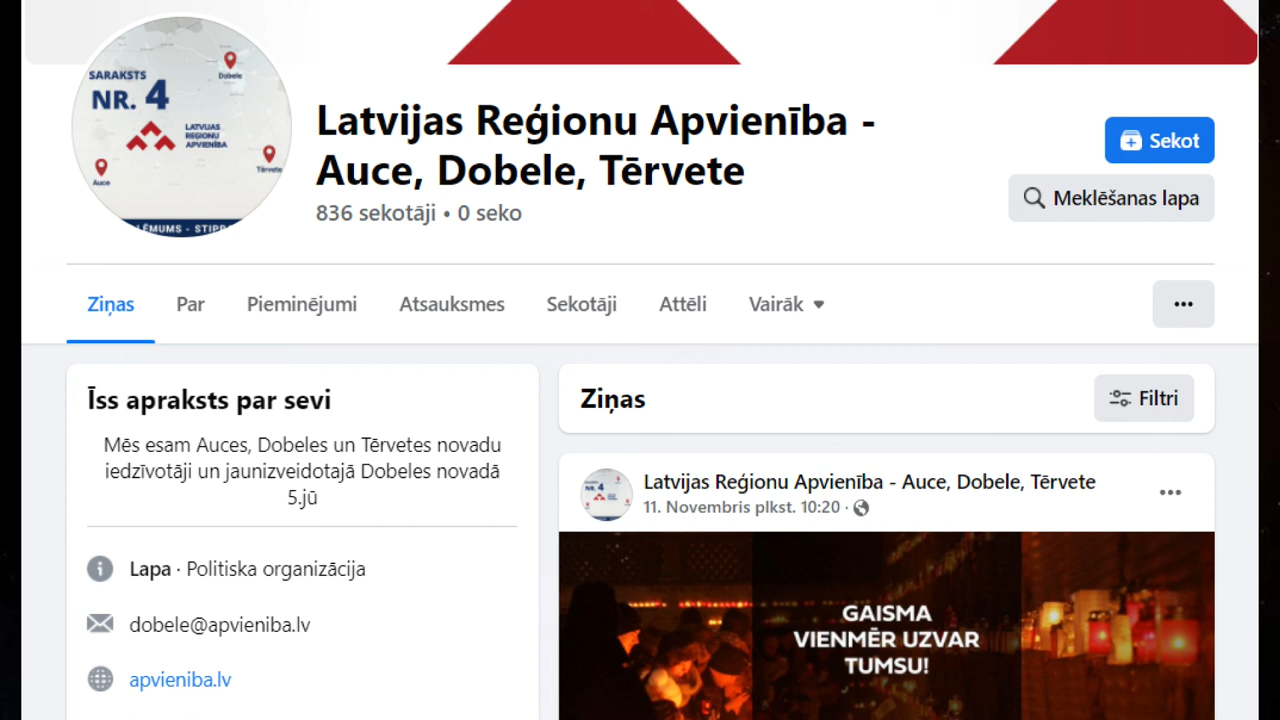 SARAKSTS
NR. 4
LATVIJAS
REĢIONU
APVIENĪBA
Dobele
Auce
Tērvete
Latvijas Reģionu Apvienība -
Auce, Dobele, Tērvete
836 sekotāji • 0 seko
Sekot
Meklēšanas lapa
Ziņas
Par
Pieminējumi
Atsauksmes
Sekotāji
Attēli
Vairāk
Īss apraksts par sevi
Mēs esam Auces, Dobeles un Tērvetes novadu
iedzīvotāji un jaunizveidotajā Dobeles novadā
5.jū
Lapa · Politiska organizācija
dobele@apvieniba.lv
apvieniba.lv
Ziņas
Filtri
Latvijas Reģionu Apvienība - Auce, Dobele, Tērvete
11. Novembris plkst. 10:20 ·
GAISMA
VIENMĒR UZVAR
TUMSU!